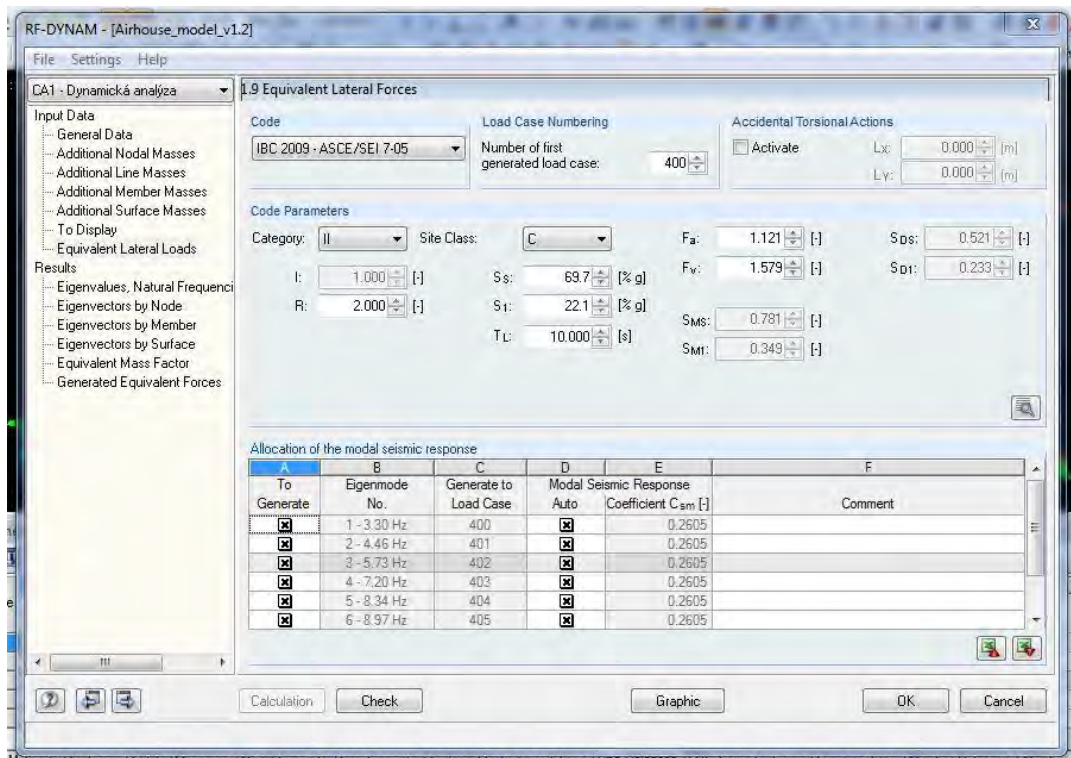 RF-DYNAM - [Airhouse_model_v1.2]
File Settings Help
CA1 - Dynamická analýza
1.9 Equivalent Lateral Forces
Input Data
General Data
Additional Nodal Masses
Additional Line Masses
Additional Member Masses
Additional Surface Masses
To Display
Equivalent Lateral Loads
Results
Eigenvalues, Natural Frequenci
Eigenvectors by Node
Eigenvectors by Member
Eigenvectors by Surface
Equivalent Mass Factor
Generated Equivalent Forces
Code
IBC 2009 - ASCE/SEI 7-05
Load Case Numbering
Number of first
generated load case: 400
Accidental Torsional Actions
Activate Lx: 0.000 [m]
Ly: 0.000 [m]
Code Parameters
Category: II Site Class: C Fa: 1.121 [-] SDS: 0.521 [-]
I: 1.000 [-] Ss: 69.7 [% g] Fv: 1.579 [-] SD1: 0.233 [-]
R: 2.000 [-] S1: 22.1 [% g] SMS: 0.781 [-]
TL: 10.000 [s] SM1: 0.349 [-]
Allocation of the modal seismic response
A B C D E F
To Eigenmode Generate to Modal Seismic Response
Generate No. Load Case Auto Coefficient Csm [-] Comment
1 - 3.30 Hz 400 0.2605
2 - 4.46 Hz 401 0.2605
3 - 5.73 Hz 402 0.2605
4 - 7.20 Hz 403 0.2605
5 - 8.34 Hz 404 0.2605
6 - 8.97 Hz 405 0.2605
Calculation Check Graphic OK Cancel